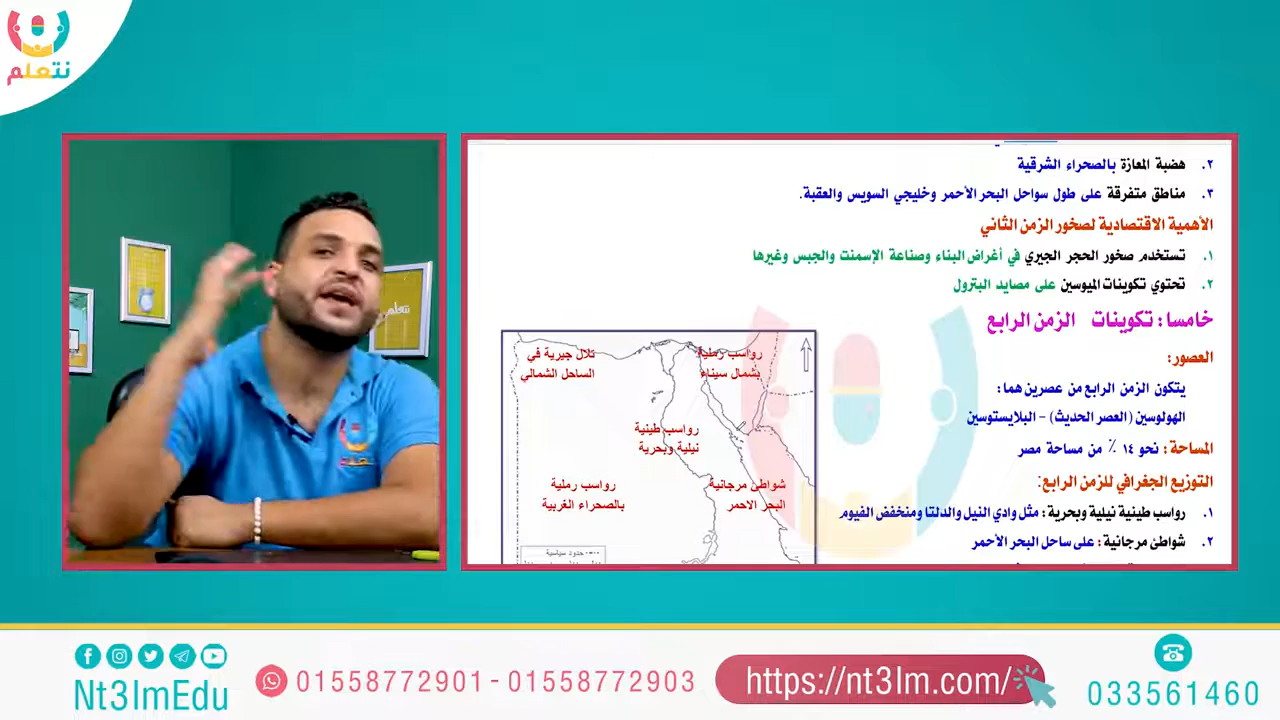 نتعلم
٢. هضبة المعازة بالصحراء الشرقية
٣. مناطق متفرقة على طول سواحل البحر الأحمر وخليجي السويس والعقبة.
الأهمية الاقتصادية لصخور الزمن الثاني
١. تستخدم صخور الحجر الجيري في أغراض البناء وصناعة الإسمنت والجبس وغيرها
٢. تحتوي تكوينات الميوسين على مصايد البترول
خامسا: تكوينات الزمن الرابع
العصور:
يتكون الزمن الرابع من عصرين هما:
الهولوسين (العصر الحديث) – البلايستوسين
المساحة: نحو ١٤ ٪ من مساحة مصر
التوزيع الجغرافي للزمن الرابع:
١. رواسب طينية نيلية وبحرية: مثل وادي النيل والدلتا ومنخفض الفيوم
٢. شواطئ مرجانية: على ساحل البحر الأحمر
رواسب رملية
بشمال سيناء
تلال جيرية في
الساحل الشمالي
رواسب طينية
نيلية وبحرية
شواطئ مرجانية
البحر الاحمر
رواسب رملية
بالصحراء الغربية
حدود سياسية
نتعلم
Nt3lmEdu
01558772901 - 01558772903
https://nt3lm.com/
033561460